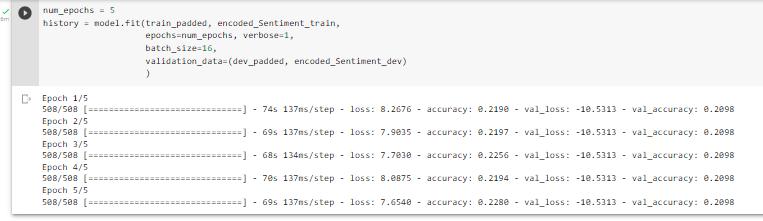 6m
num_epochs = 5
history = model.fit(train_padded, encoded_Sentiment_train,
epochs=num_epochs, verbose=1,
batch_size=16,
validation_data=(dev_padded, encoded_Sentiment_dev)
)
Epoch 1/5
508/508 [==============================] - 74s 137ms/step - loss: 8.2676 - accuracy: 0.2190 - val_loss: -10.5313 - val_accuracy: 0.2098
Epoch 2/5
508/508 [==============================] - 69s 137ms/step - loss: 7.9035 - accuracy: 0.2197 - val_loss: -10.5313 - val_accuracy: 0.2098
Epoch 3/5
508/508 [==============================] - 68s 134ms/step - loss: 7.7030 - accuracy: 0.2256 - val_loss: -10.5313 - val_accuracy: 0.2098
Epoch 4/5
508/508 [==============================] - 70s 137ms/step - loss: 8.0875 - accuracy: 0.2194 - val_loss: -10.5313 - val_accuracy: 0.2098
Epoch 5/5
508/508 [==============================] - 69s 137ms/step - loss: 7.6540 - accuracy: 0.2280 - val_loss: -10.5313 - val_accuracy: 0.2098